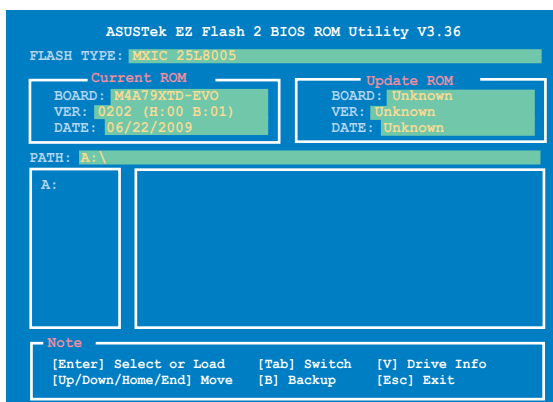 ASUSTek EZ Flash 2 BIOS ROM Utility V3.36
FLASH TYPE: MXIC 25L8005
Current ROM
BOARD: M4A79XTD-EVO
VER: 0202 (H:00 B:01)
DATE: 06/22/2009
Update ROM
BOARD: Unknown
VER: Unknown
DATE: Unknown
PATH: A:\
A:
Note
[Enter] Select or Load [Tab] Switch [V] Drive Info
[Up/Down/Home/End] Move [B] Backup [Esc] Exit